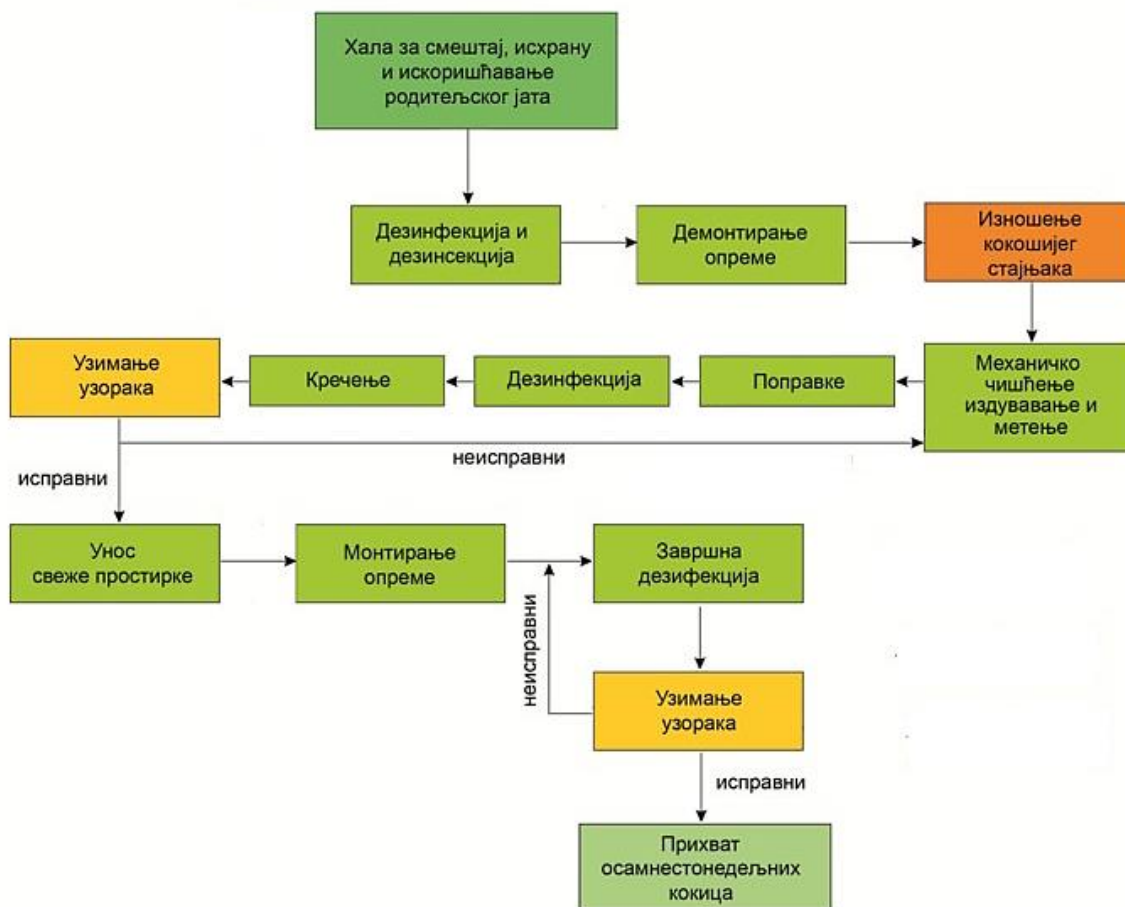 Хала за смештај, исхрану
и искоришћавање
родитељског јата
Дезинфекција и
дезинсекција
Демонтирање
опреме
Изношење
кокошијег
стајњака
Механичко
чишћење
издувавање и
метење
Поправке
Дезинфекција
Кречење
Узимање
узорака
неисправни
исправни
Унос
свеже простирке
Монтирање
опреме
Завршна
дезифекција
неисправни
Узимање
узорака
исправни
Прихват
осамнестонедељних
кокица